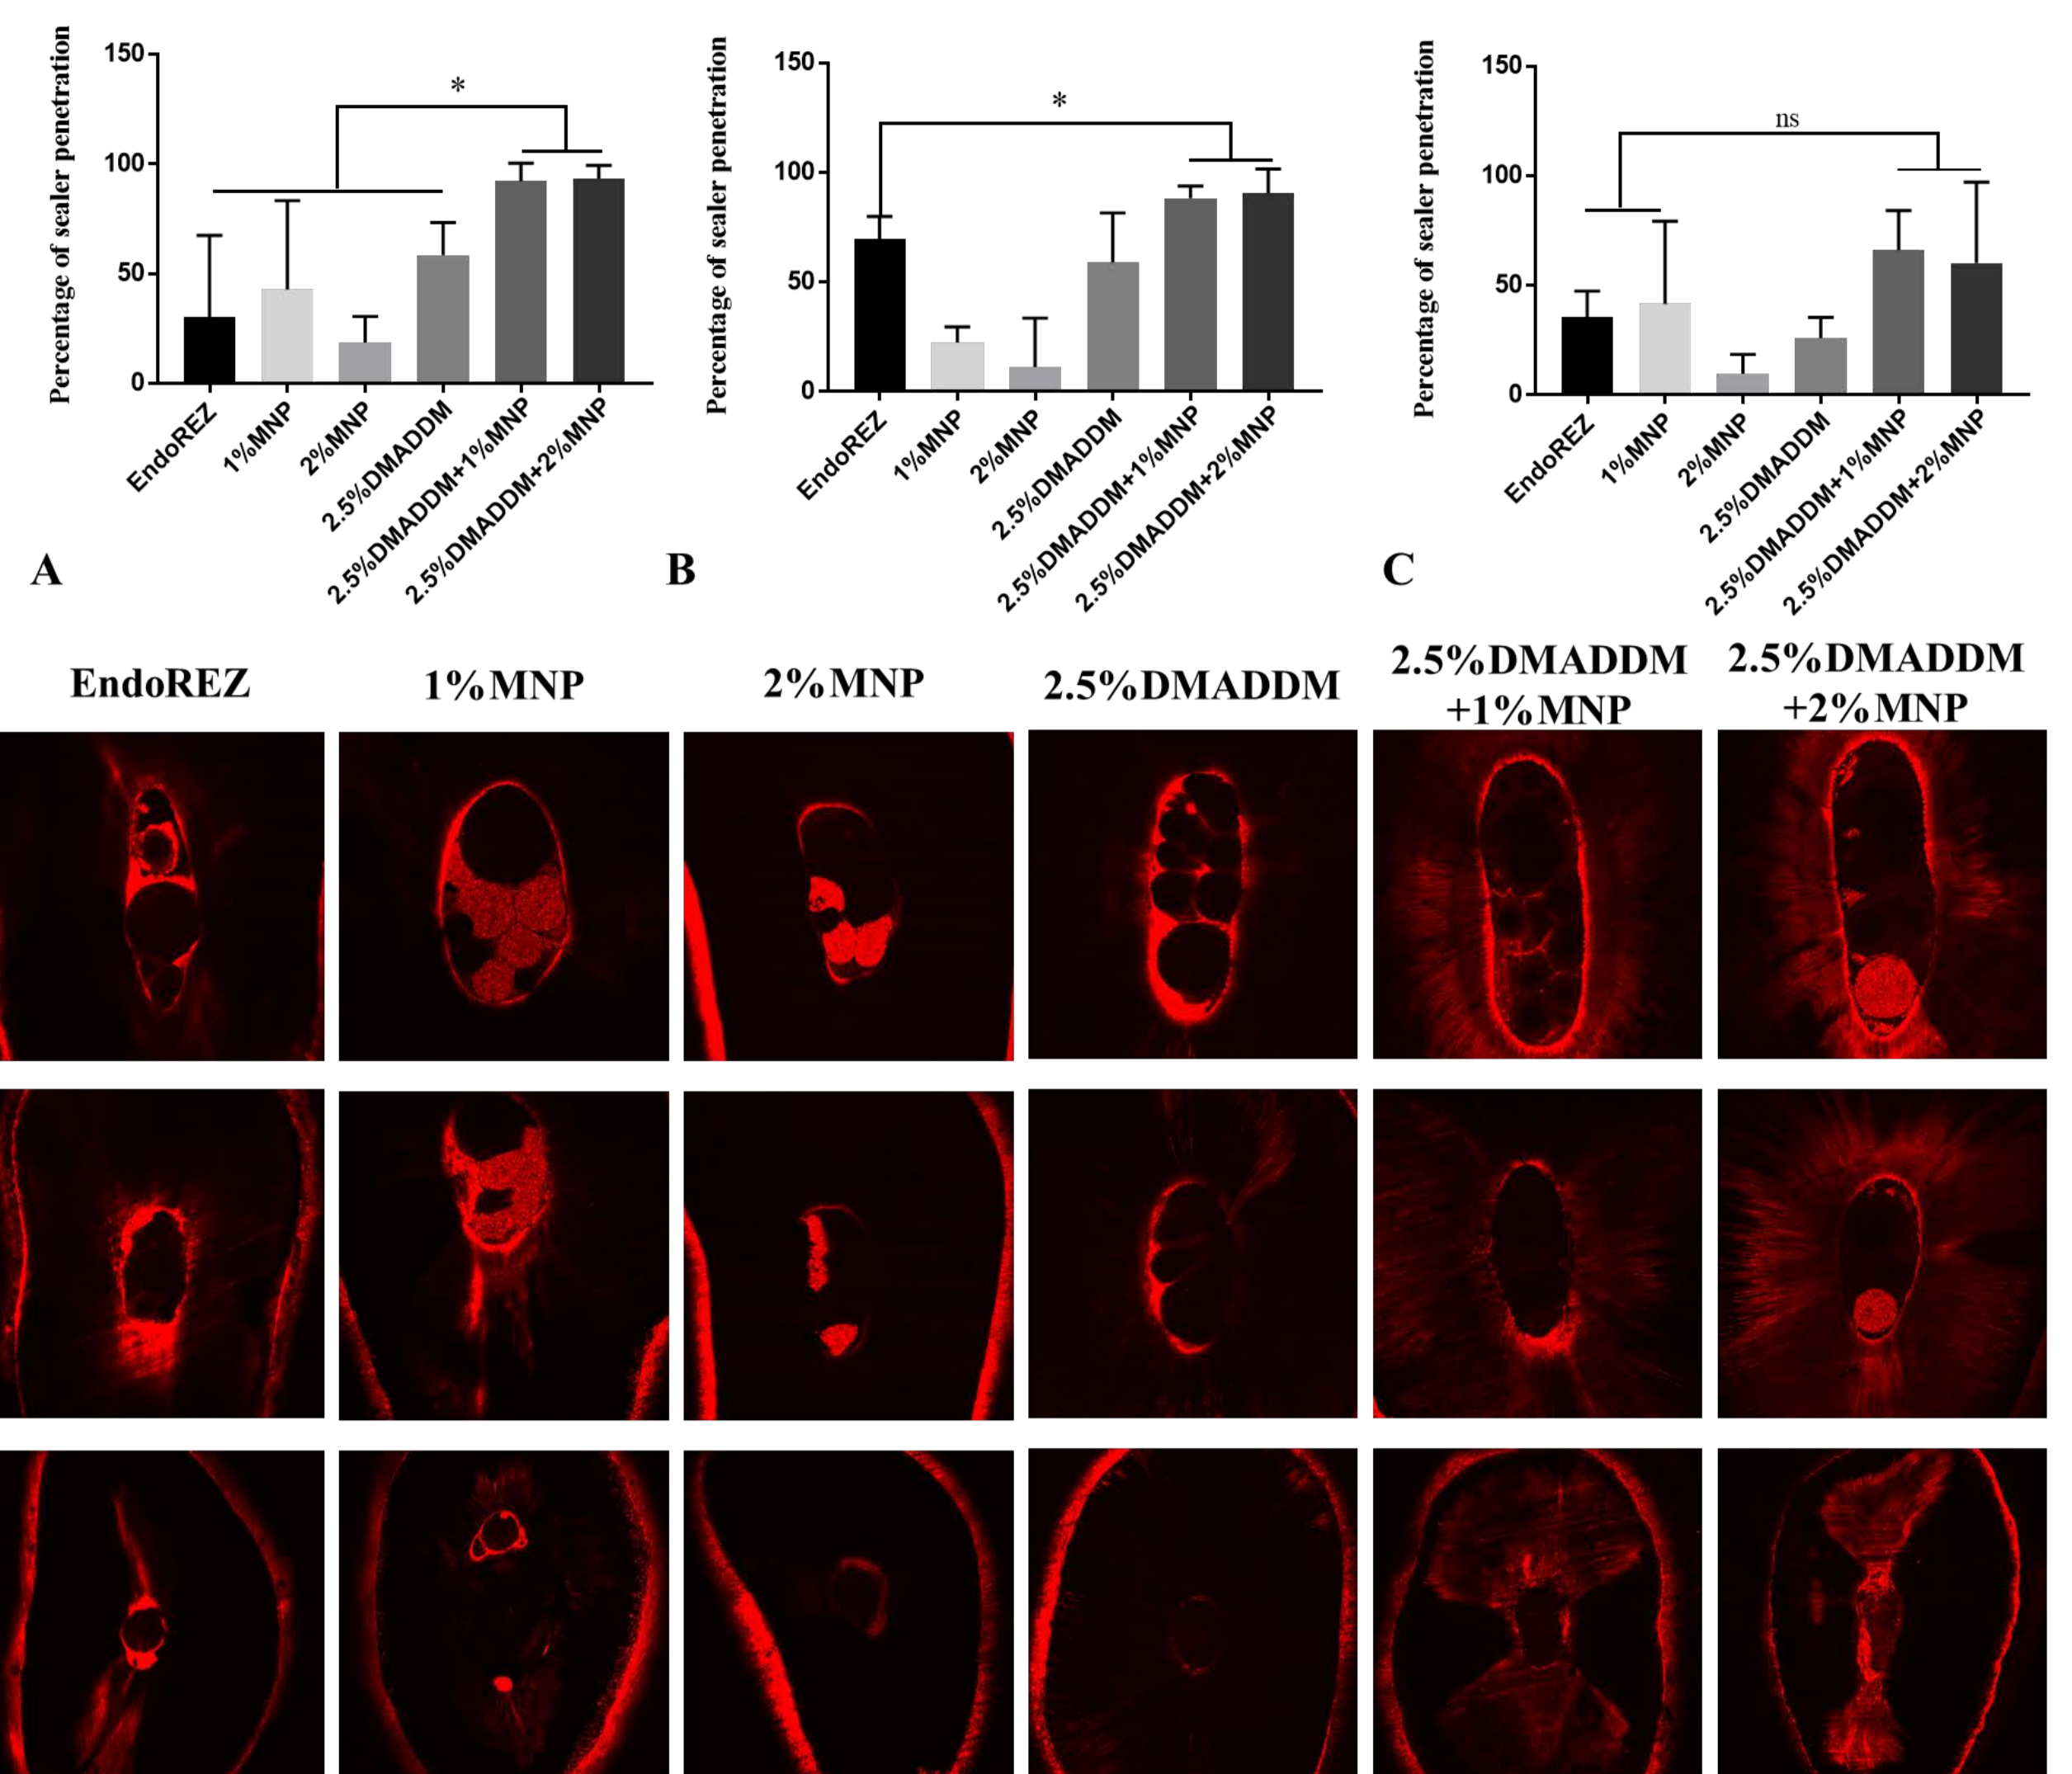 Percentage of sealer penetration
150
100
50
0
*
EndoREZ
1%MNP
2%MNP
2.5%DMADDM
2.5%DMADDM+1%MNP
2.5%DMADDM+2%MNP
A
Percentage of sealer penetration
150
100
50
0
*
EndoREZ
1%MNP
2%MNP
2.5%DMADDM
2.5%DMADDM+1%MNP
2.5%DMADDM+2%MNP
B
Percentage of sealer penetration
150
100
50
0
ns
EndoREZ
1%MNP
2%MNP
2.5%DMADDM
2.5%DMADDM+1%MNP
2.5%DMADDM+2%MNP
C
EndoREZ
1%MNP
2%MNP
2.5%DMADDM
2.5%DMADDM
+1%MNP
2.5%DMADDM
+2%MNP